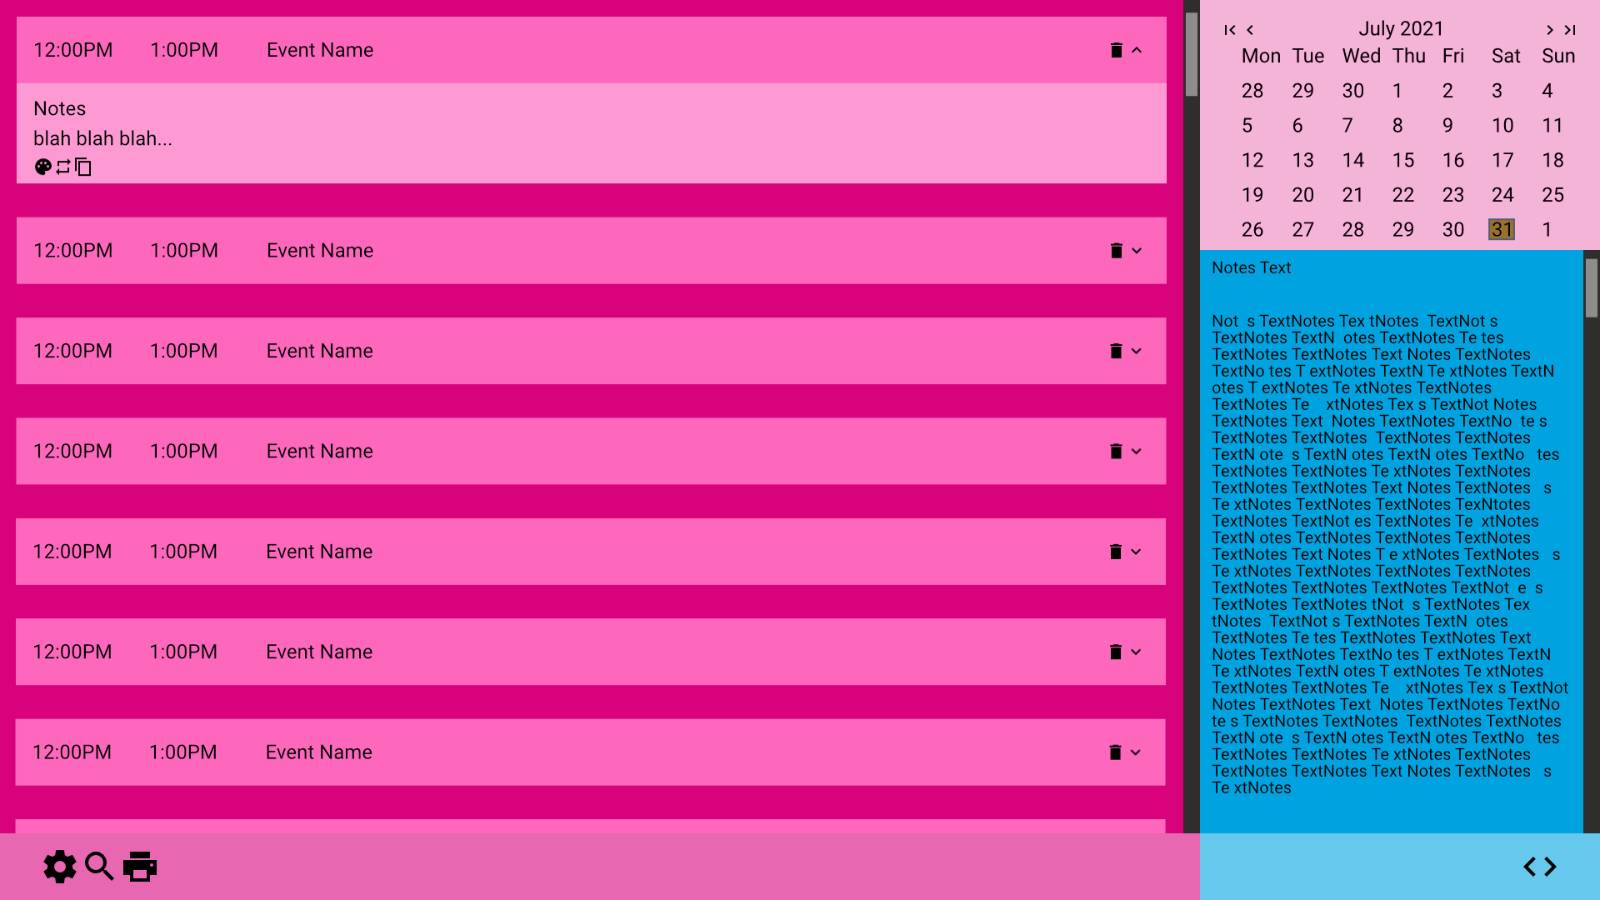 12:00PM 1:00PM Event Name
Notes
blah blah blah...
12:00PM 1:00PM Event Name
12:00PM 1:00PM Event Name
12:00PM 1:00PM Event Name
12:00PM 1:00PM Event Name
12:00PM 1:00PM Event Name
12:00PM 1:00PM Event Name
July 2021
Mon Tue Wed Thu Fri Sat Sun
28 29 30 1 2 3 4
5 6 7 8 9 10 11
12 13 14 15 16 17 18
19 20 21 22 23 24 25
26 27 28 29 30 31 1
Notes Text
Not s TextNotes Tex tNotes TextNot s
TextNotes TextN otes TextNotes Te tes
TextNotes TextNotes Text Notes TextNotes
TextNo tes T extNotes TextN Te xtNotes TextN
otes T extNotes Te xtNotes TextNotes
TextNotes Te xtNotes Tex s TextNot Notes
TextNotes Text Notes TextNotes TextNo te s
TextNotes TextNotes TextNotes TextNotes
TextN ote s TextN otes TextN otes TextNo tes
TextNotes TextNotes Te xtNotes TextNotes
TextNotes TextNotes Text Notes TextNotes s
Te xtNotes TextNotes TextNotes TexNtotes
TextNotes TextNot es TextNotes Te xtNotes
TextN otes TextNotes TextNotes TextNotes
TextNotes Text Notes T e xtNotes TextNotes s
Te xtNotes TextNotes TextNotes TextNotes
TextNotes TextNotes TextNotes TextNot e s
TextNotes TextNotes tNot s TextNotes Tex
tNotes TextNot s TextNotes TextN otes
TextNotes Te tes TextNotes TextNotes Text
Notes TextNotes TextNo tes T extNotes TextN
Te xtNotes TextN otes T extNotes Te xtNotes
TextNotes TextNotes Te xtNotes Tex s TextNot
Notes TextNotes Text Notes TextNotes TextNo
te s TextNotes TextNotes TextNotes TextNotes
TextN ote s TextN otes TextN otes TextNo tes
TextNotes TextNotes Te xtNotes TextNotes
TextNotes TextNotes Text Notes TextNotes s
Te xtNotes